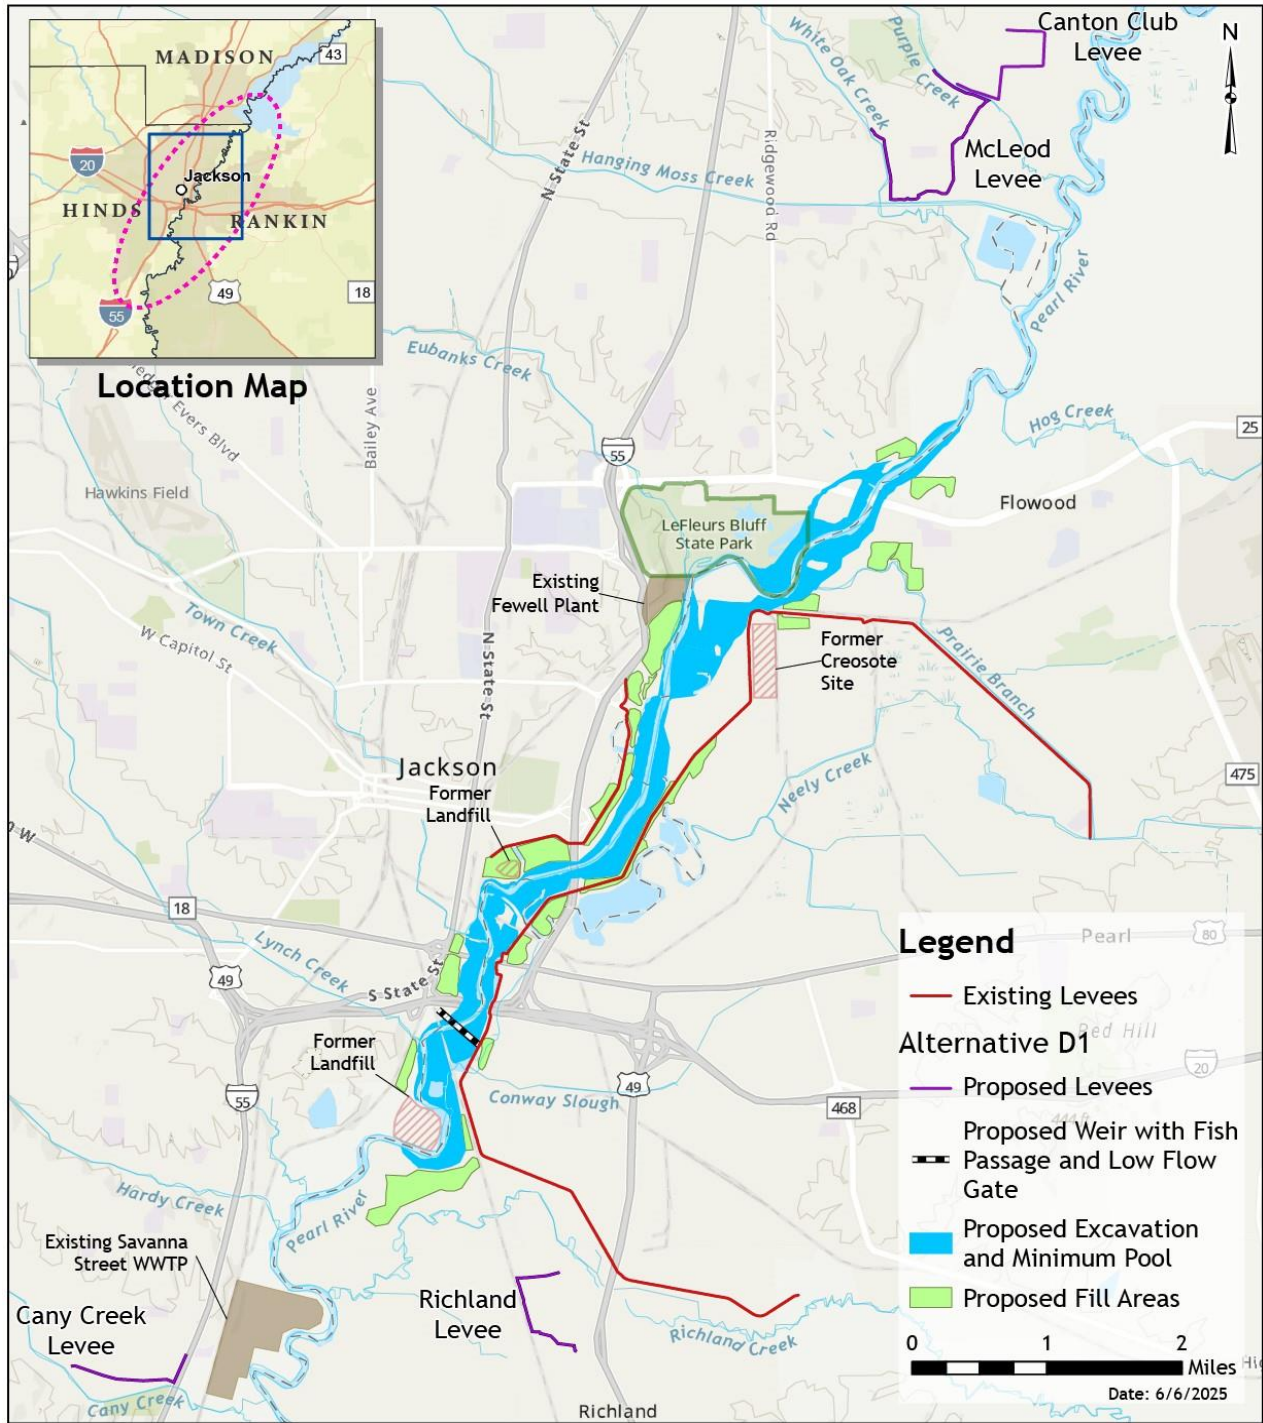 MADISON
43
20
Jackson
HINDS
RANKIN
49
18
55
Location Map
Canton Club
Levee
N
White Oak Creek
Purple Creek
McLeod
Levee
N State St
Ridgewood Rd
Hanging Moss Creek
Pearl River
Eubanks Creek
Evers Blvd
Bailey Ave
Hog Creek
25
55
Hawkins Field
Flowood
LeFleurs Bluff
State Park
Existing
Fewell Plant
Town Creek
W Capitol St
N State St
Former
Creosote
Site
Prairie Branch
Jackson
Former
Landfill
Neely Creek
475
W
18
Lynch Creek
49
S State St
Pearl
80
Former
Landfill
Conway Slough
49
468
55
Red Hill
20
Hardy Creek
Pearl River
Existing Savanna
Street WWTP
Cany Creek
Levee
Richland
Levee
Richland Creek
Cany Creek
Richland
Legend
Existing Levees
Alternative D1
Proposed Levees
Proposed Weir with Fish
Passage and Low Flow
Gate
Proposed Excavation
and Minimum Pool
Proposed Fill Areas
0 1 2
Miles
Date: 6/6/2025